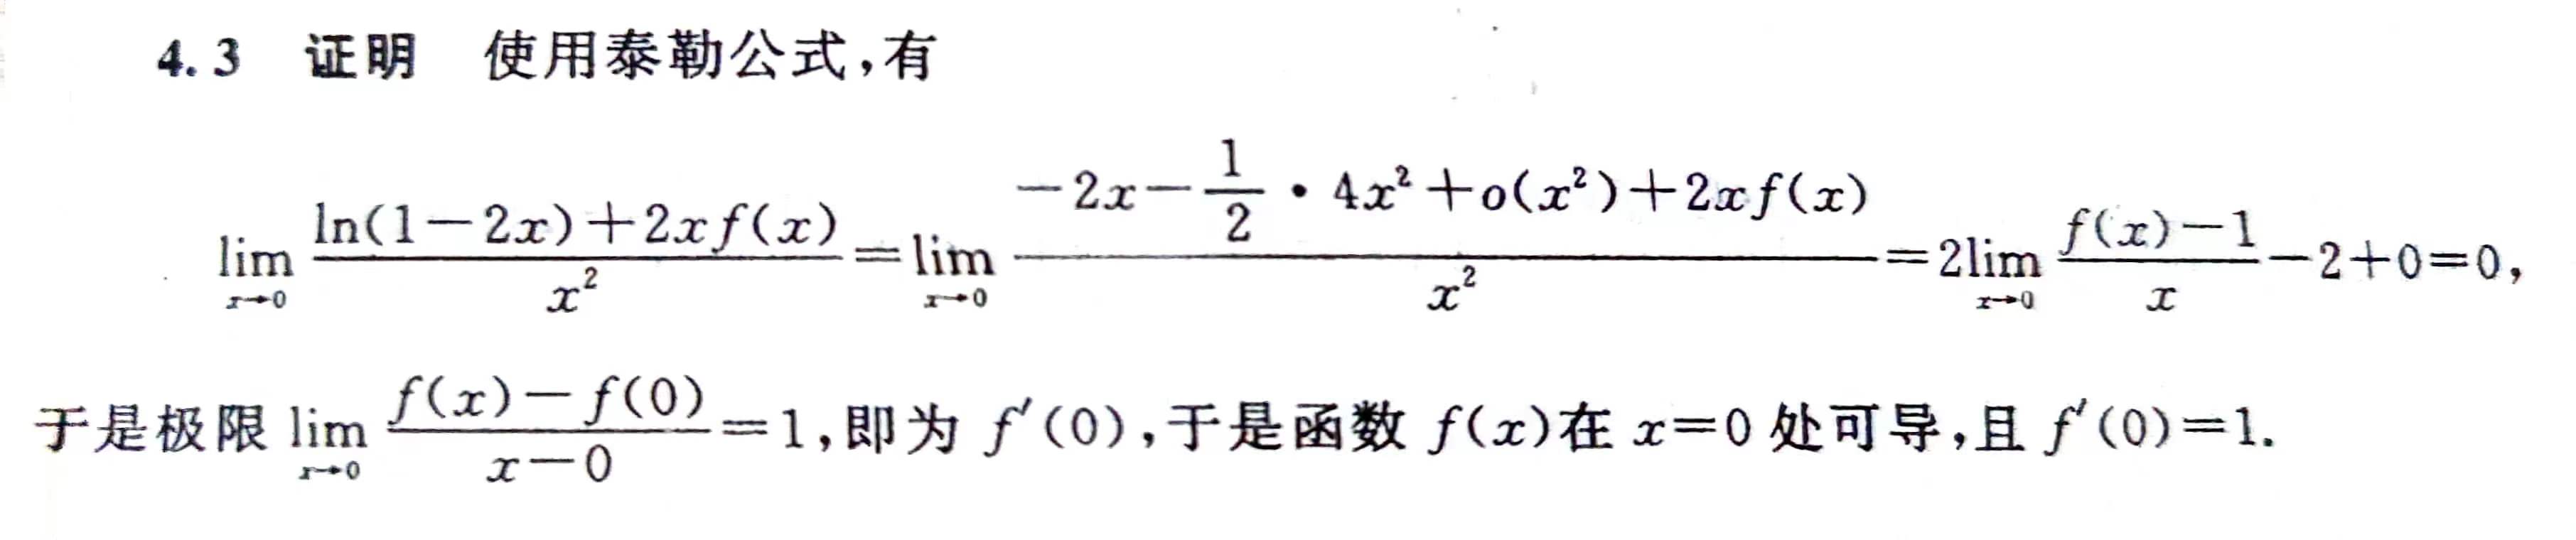 4.3 证明 使用泰勒公式,有
$\lim_{x \to 0} \frac{\ln(1-2x)+2xf(x)}{x^2} = \lim_{x \to 0} \frac{-2x-\frac{1}{2} \cdot 4x^2+o(x^2)+2xf(x)}{x^2} = 2\lim_{x \to 0} \frac{f(x)-1}{x} -2+0=0,$
于是极限 $\lim_{x \to 0} \frac{f(x)-f(0)}{x-0} = 1$,即为 $f'(0)$,于是函数 $f(x)$在 $x=0$ 处可导,且 $f'(0)=1$.